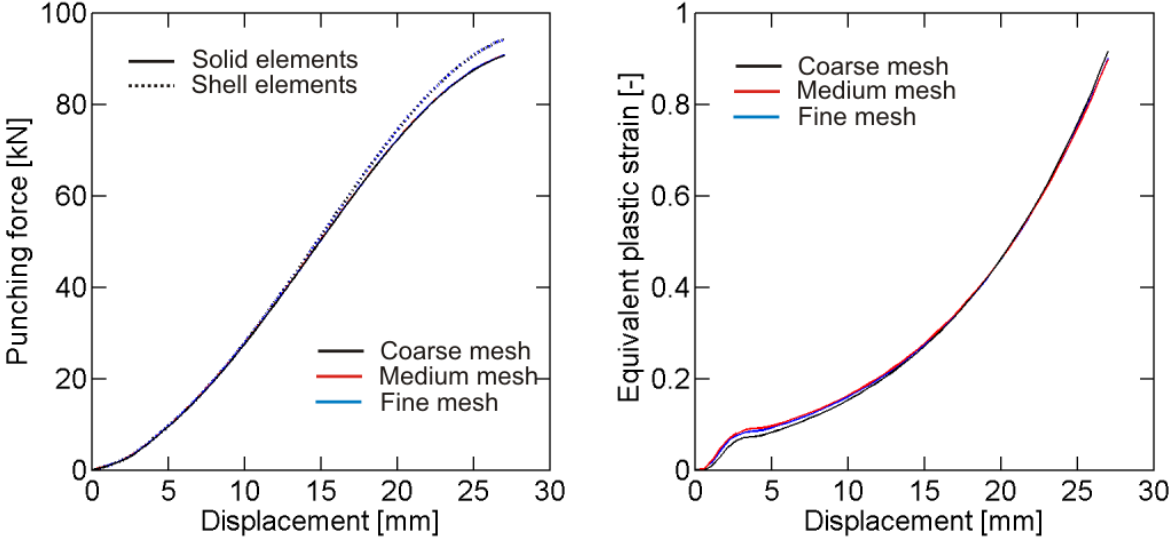 100
80
60
40
20
0
Punching force [kN]
Solid elements
Shell elements
Coarse mesh
Medium mesh
Fine mesh
0 5 10 15 20 25 30
Displacement [mm]
1
0.8
0.6
0.4
0.2
0
Equivalent plastic strain [-]
Coarse mesh
Medium mesh
Fine mesh
0 5 10 15 20 25 30
Displacement [mm]